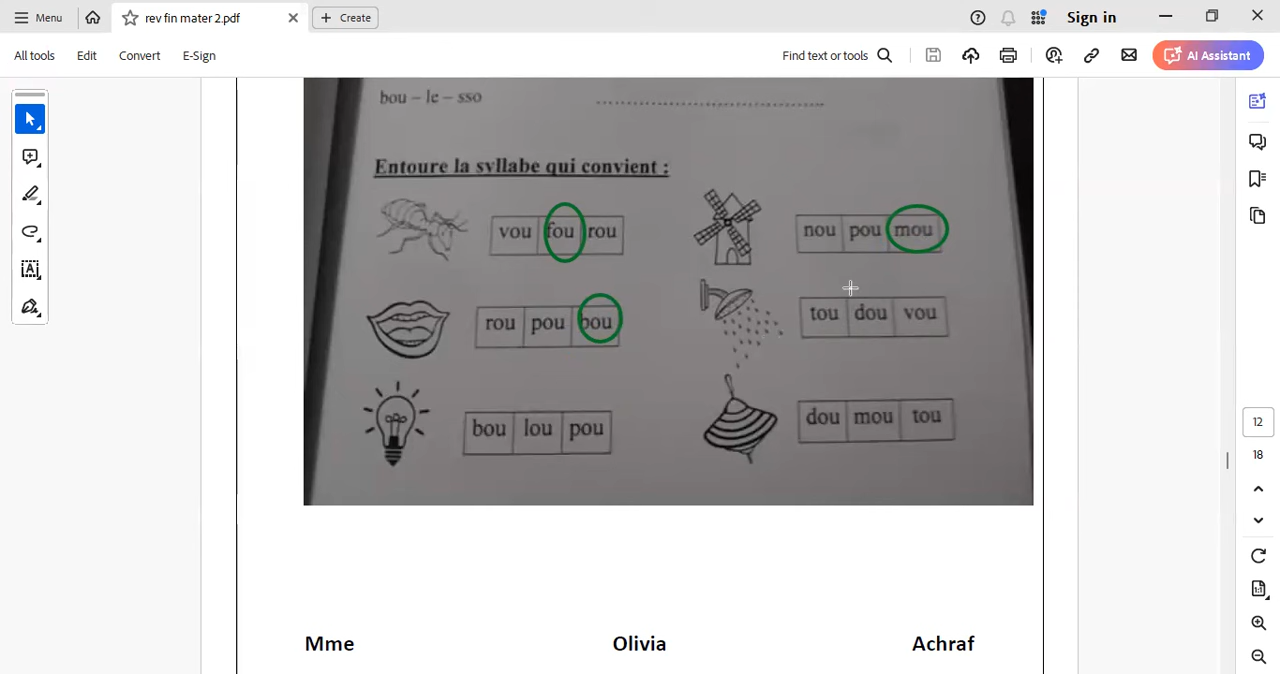 Menu
rev fin mater 2.pdf
Create
Sign in
All tools
Edit
Convert
E-Sign
Find text or tools
AI Assistant
bou – le – sso
Entoure la syllabe qui convient :
vou fou rou
nou pou mou
rou pou bou
tou dou vou
bou lou pou
dou mou tou
Mme Olivia Achraf
12
18
1:1